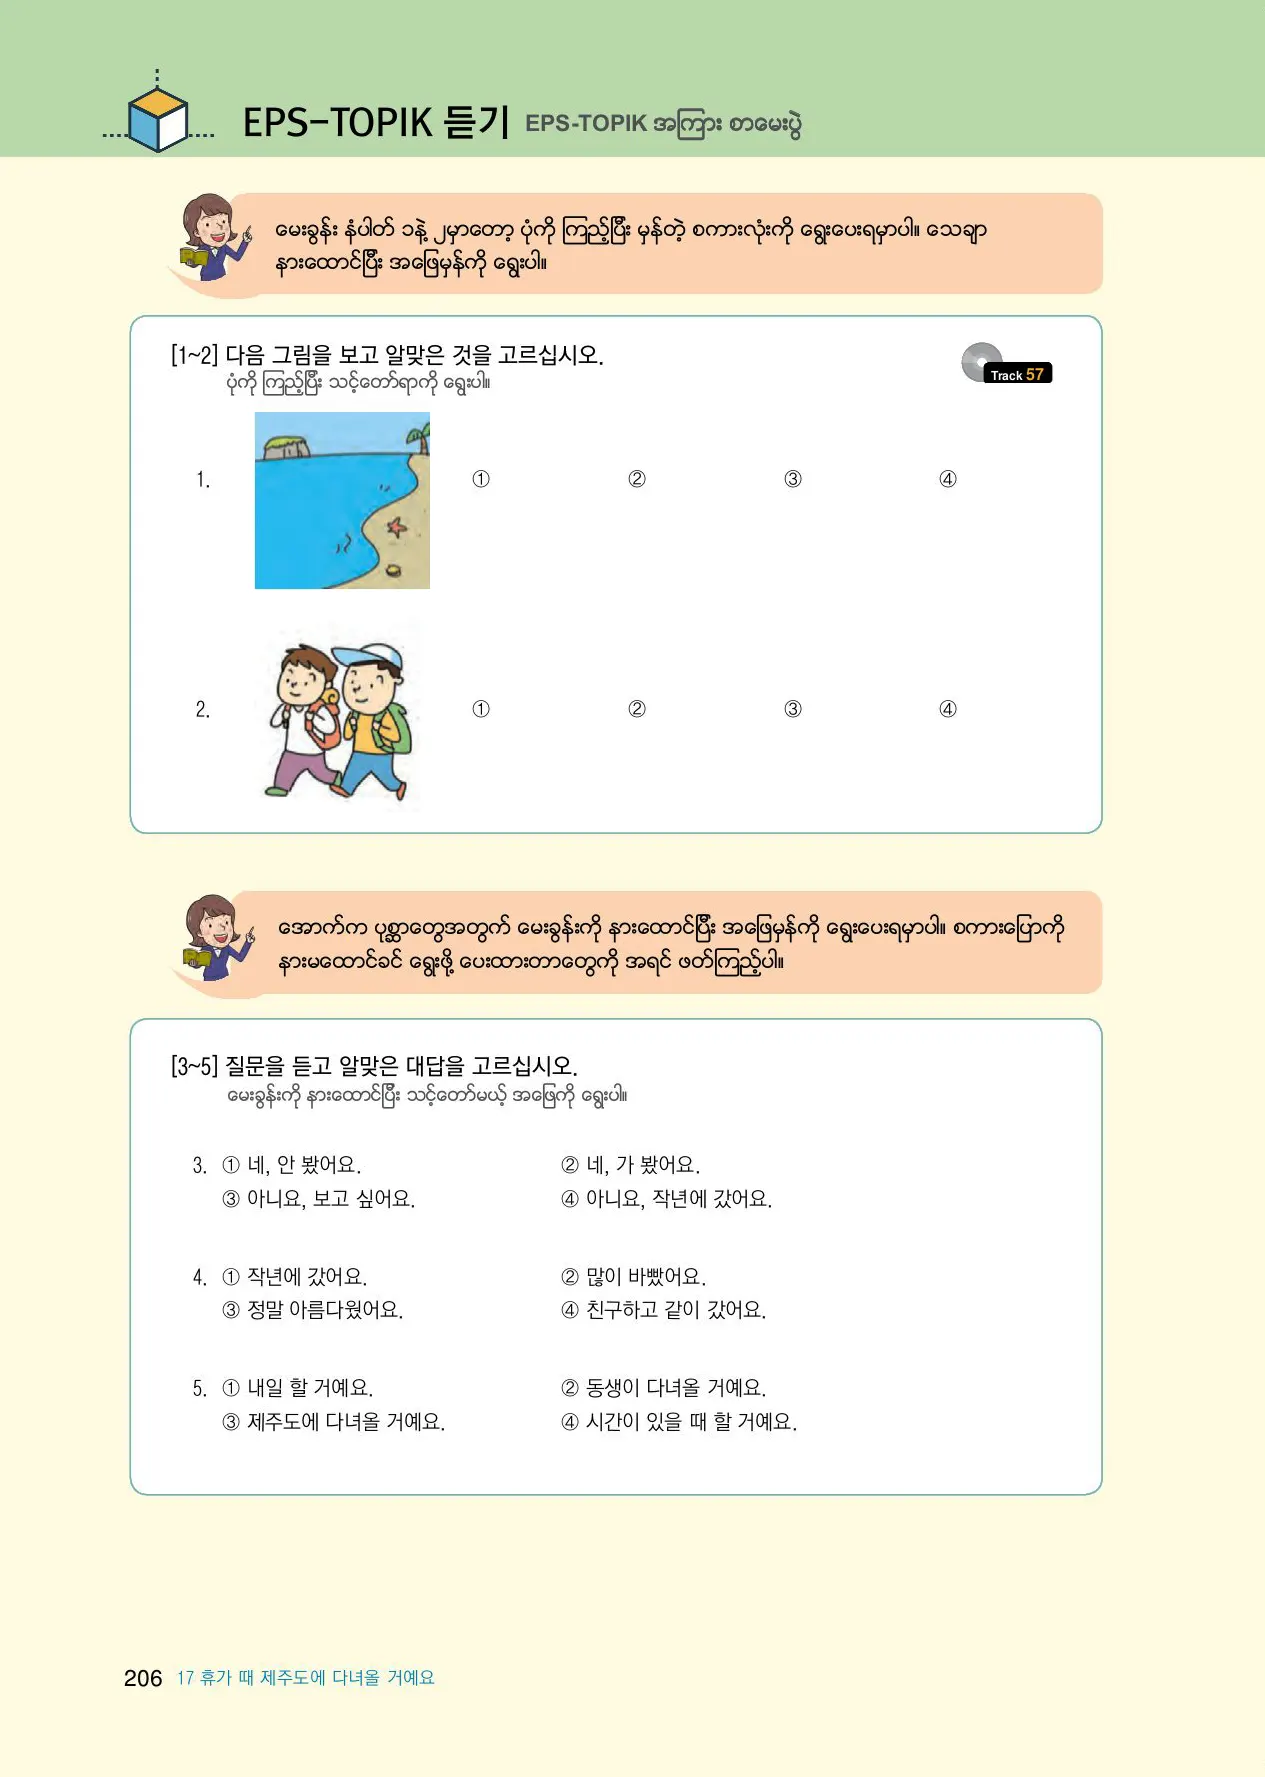 EPS-TOPIK 듣기 EPS-TOPIK အကြား စာမေးပွဲ
မေးခွန်း နံပါတ် ၁နဲ့ ၂မှာတော့ ပုံကို ကြည့်ပြီး မှန်တဲ့ စကားလုံးကို ရွေးပေးရမှာပါ။ သေချာ
နားထောင်ပြီး အဖြေမှန်ကို ရွေးပါ။
[1~2] 다음 그림을 보고 알맞은 것을 고르십시오.
Track 57
ပုံကို ကြည့်ပြီး သင့်တော်ရာကို ရွေးပါ။
1. ① ② ③ ④
2. ① ② ③ ④
အောက်က ပုစ္ဆာတွေအတွက် မေးခွန်းကို နားထောင်ပြီး အဖြေမှန်ကို ရွေးပေးရမှာပါ။ စကားပြောကို
နားမထောင်ခင် ရွေးဖို့ ပေးထားတာတွေကို အရင် ဖတ်ကြည့်ပါ။
[3~5] 질문을 듣고 알맞은 대답을 고르십시오.
မေးခွန်းကို နားထောင်ပြီး သင့်တော်မယ့် အဖြေကို ရွေးပါ။
3. ① 네, 안 봤어요. ② 네, 가 봤어요.
③ 아니요, 보고 싶어요. ④ 아니요, 작년에 갔어요.
4. ① 작년에 갔어요. ② 많이 바빴어요.
③ 정말 아름다웠어요. ④ 친구하고 같이 갔어요.
5. ① 내일 할 거예요. ② 동생이 다녀올 거예요.
③ 제주도에 다녀올 거예요. ④ 시간이 있을 때 할 거예요.
206 17 휴가 때 제주도에 다녀올 거예요